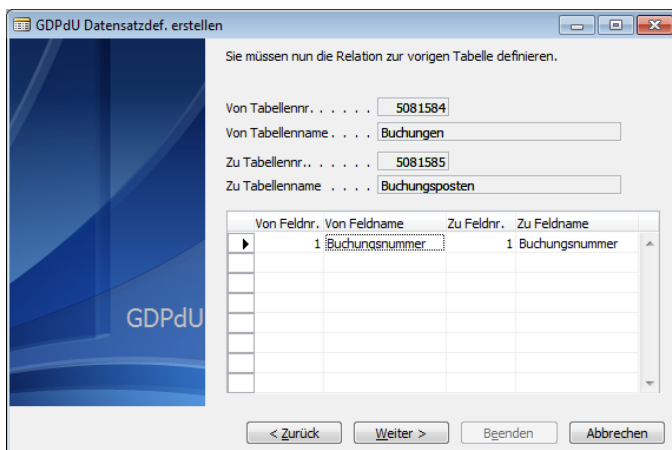 GDPdU Datensatzdef. erstellen
Sie müssen nun die Relation zur vorigen Tabelle definieren.
Von Tabellennr. . . . . . 5081584
Von Tabellenname . . . . Buchungen
Zu Tabellennr.. . . . . . 5081585
Zu Tabellenname . . . . Buchungsposten
Von Feldnr. Von Feldname Zu Feldnr. Zu Feldname
1 Buchungsnummer 1 Buchungsnummer
GDPdU
< Zurück Weiter > Beenden Abbrechen